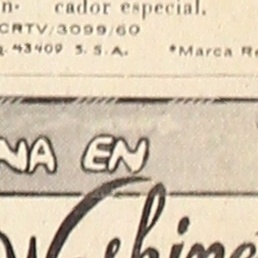 n- cador especial.
CRTV/3099/60
. 43409 S.S.A. *Marca Re
NA EN